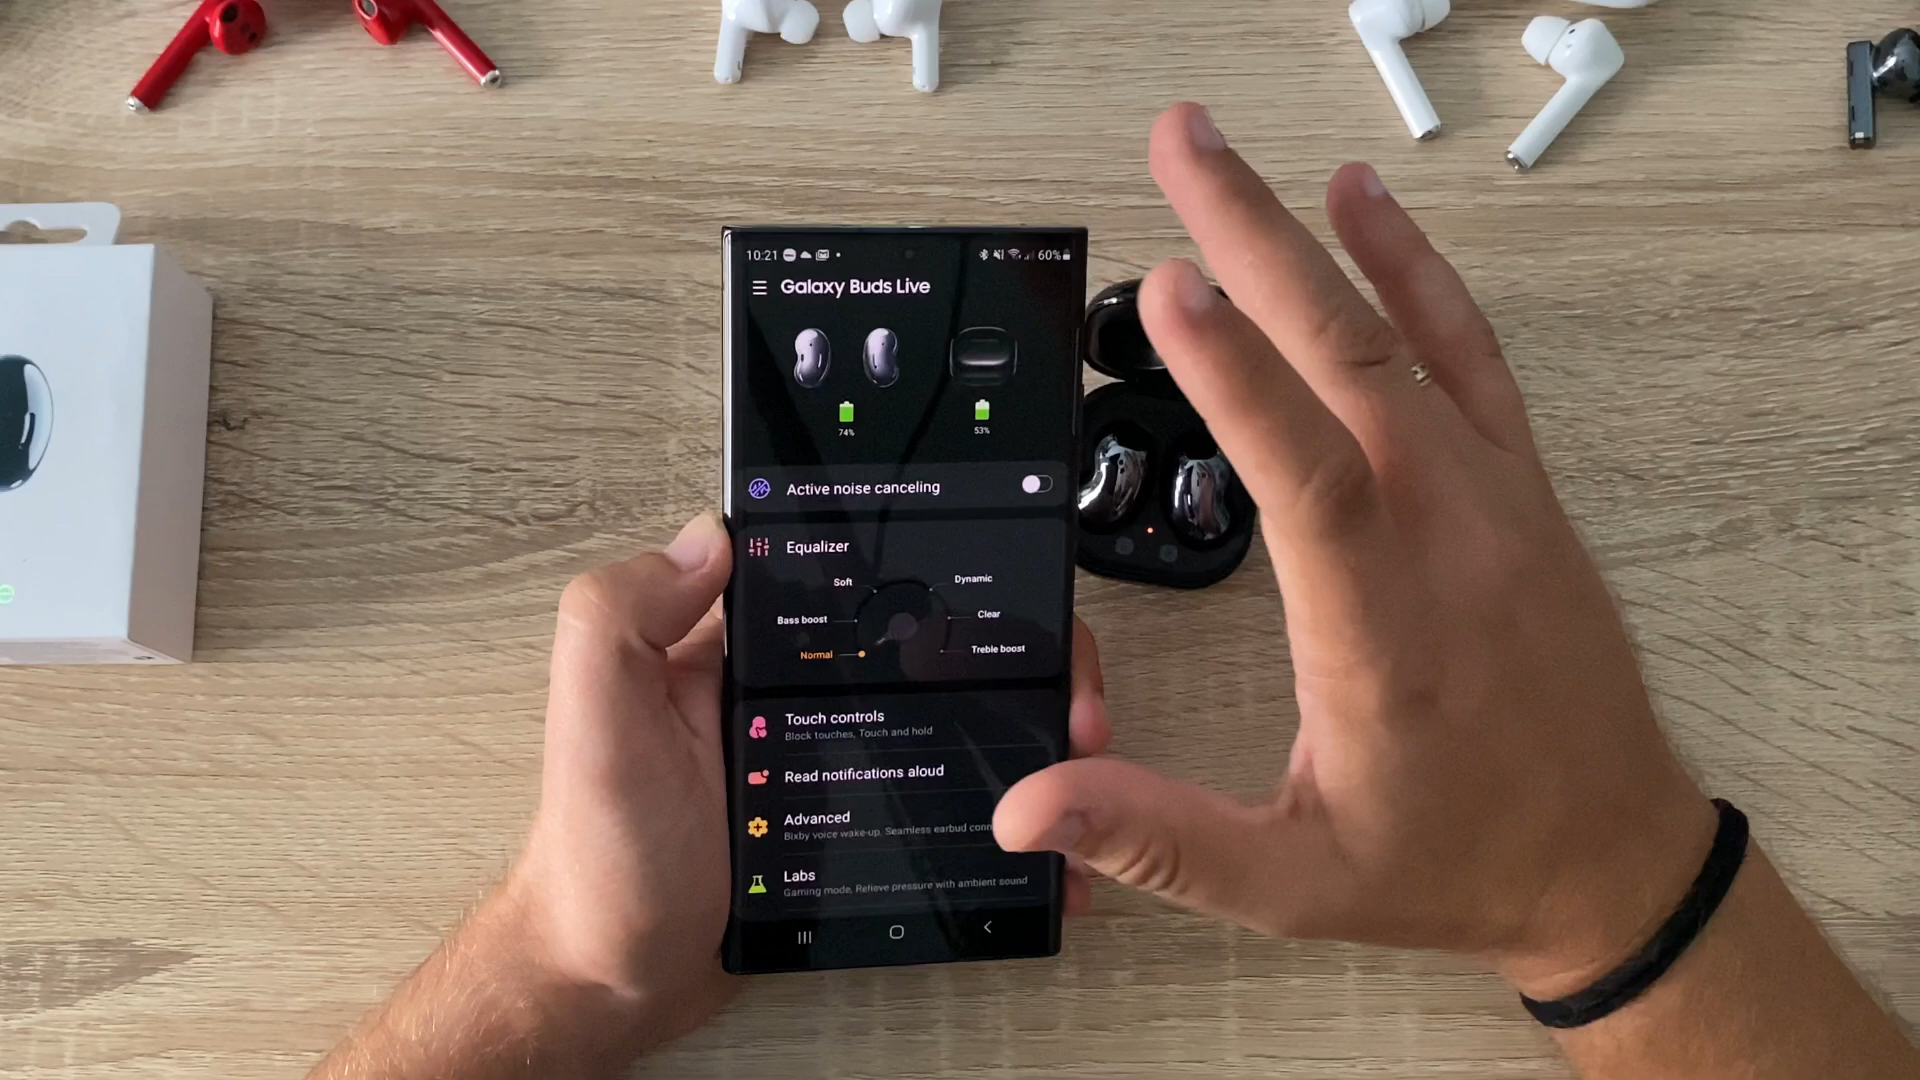 10:21
60%
Galaxy Buds Live
74%
53%
Active noise canceling
Equalizer
Soft
Dynamic
Bass boost
Clear
Normal
Treble boost
Touch controls
Block touches, Touch and hold
Read notifications aloud
Advanced
Bixby voice wake-up, Seamless earbud conn
Labs
Gaming mode, Relieve pressure with ambient sound